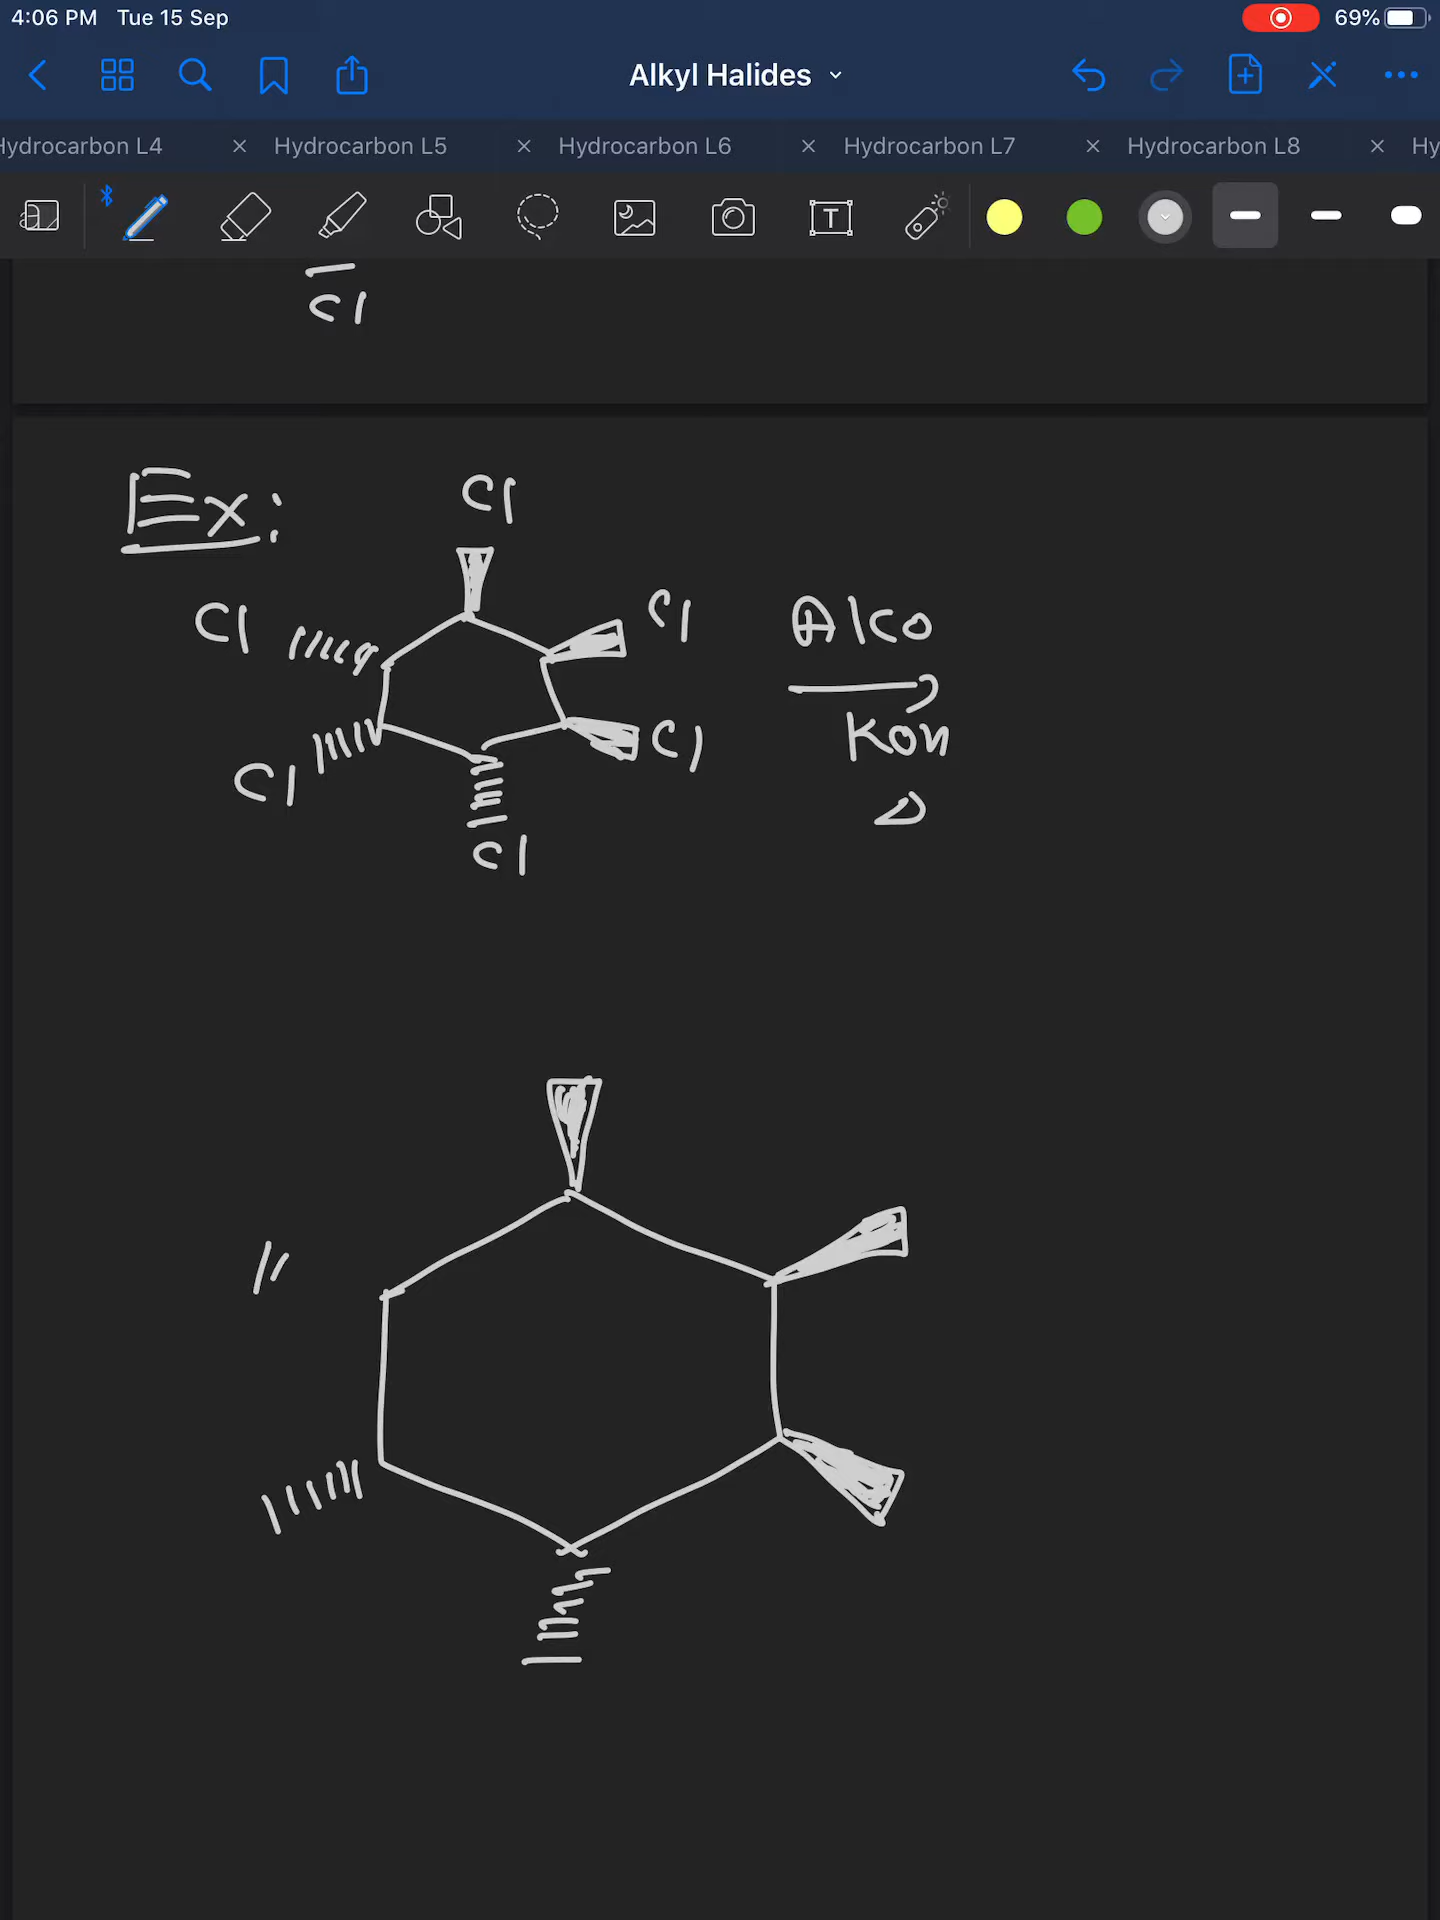 4:06 PM Tue 15 Sep 69%
Alkyl Halides
Hydrocarbon L4 Hydrocarbon L5 Hydrocarbon L6 Hydrocarbon L7 Hydrocarbon L8 Hy
T
Cl
Ex:
Cl
Cl Cl Alco
Cl Cl KOH
Δ
Cl